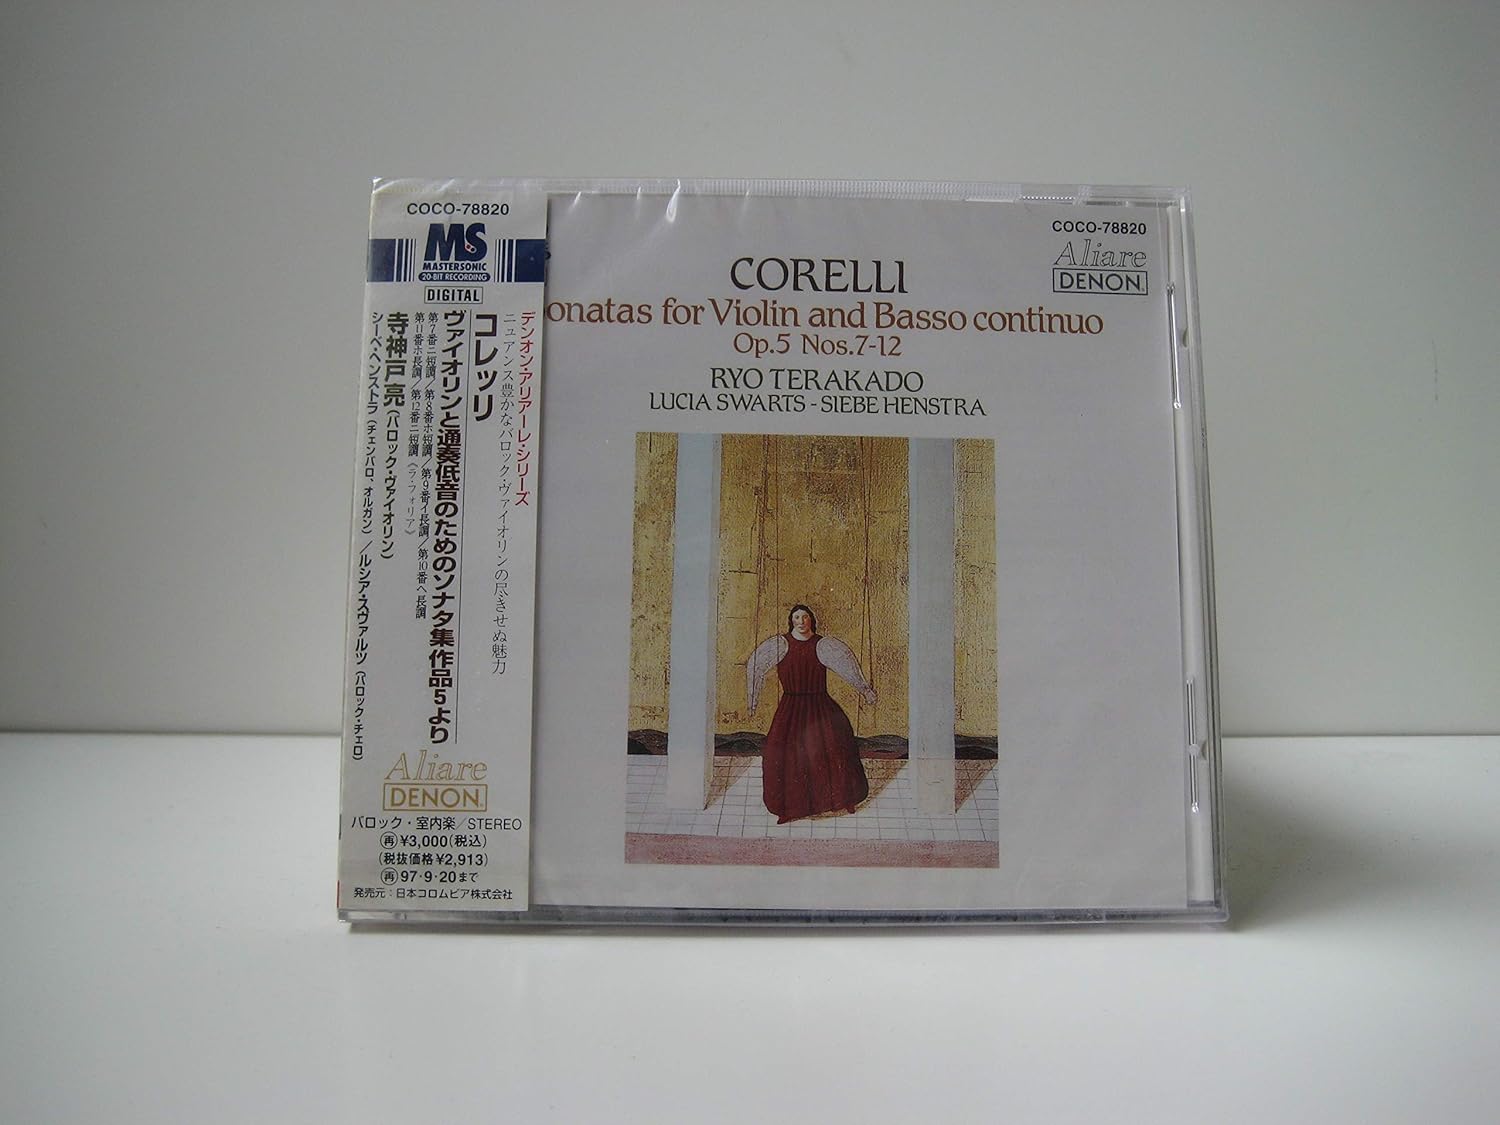 COCO-78820
MS
MASTERSONIC
20-BIT RECORDING
DIGITAL
デンオン・アリアーレ・シリーズ
ニュアンス豊かなバロック・ヴァイオリンの尽きせぬ魅力
コレッリ
ヴァイオリンと通奏低音のためのソナタ集 作品5より
第7番ニ短調/第8番ホ短調/第9番イ長調/第10番ヘ長調
第11番ホ長調/第12番ニ短調《ラ・フォリア》
寺神戸亮(バロック・ヴァイオリン)
シーベ・ヘンストラ(チェンバロ、オルガン)/ルシア・スヴァルツ(バロック・チェロ)
Aliare
DENON
バロック・室内楽/STEREO
再 ¥3,000(税込)
(税抜価格¥2,913)
再 97・9・20まで
発売元:日本コロムビア株式会社
COCO-78820
Aliare
DENON
CORELLI
onatas for Violin and Basso continuo
Op.5 Nos.7-12
RYO TERAKADO
LUCIA SWARTS - SIEBE HENSTRA